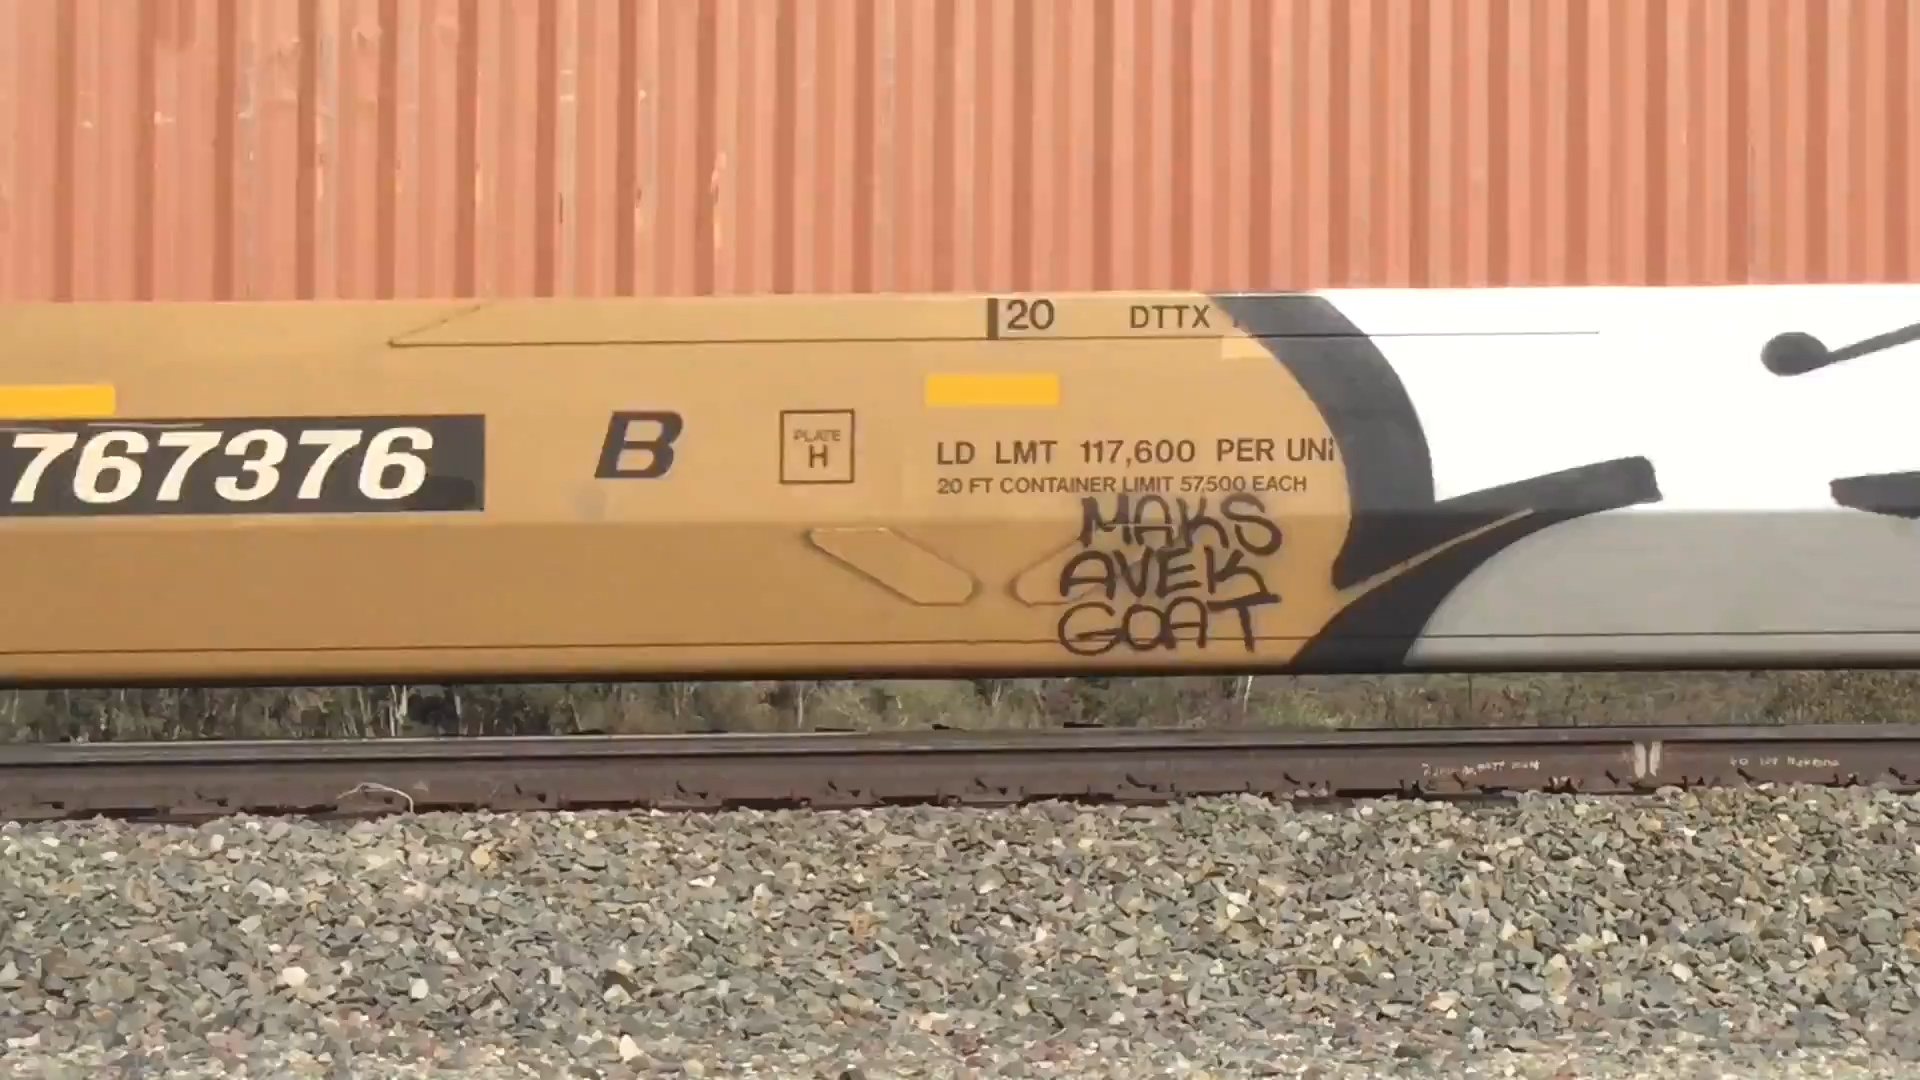 20 DTTX
767376
B
PLATE
H
LD LMT 117,600 PER UNI
20 FT CONTAINER LIMIT 57,500 EACH
MAKS
AVEK
GOAT